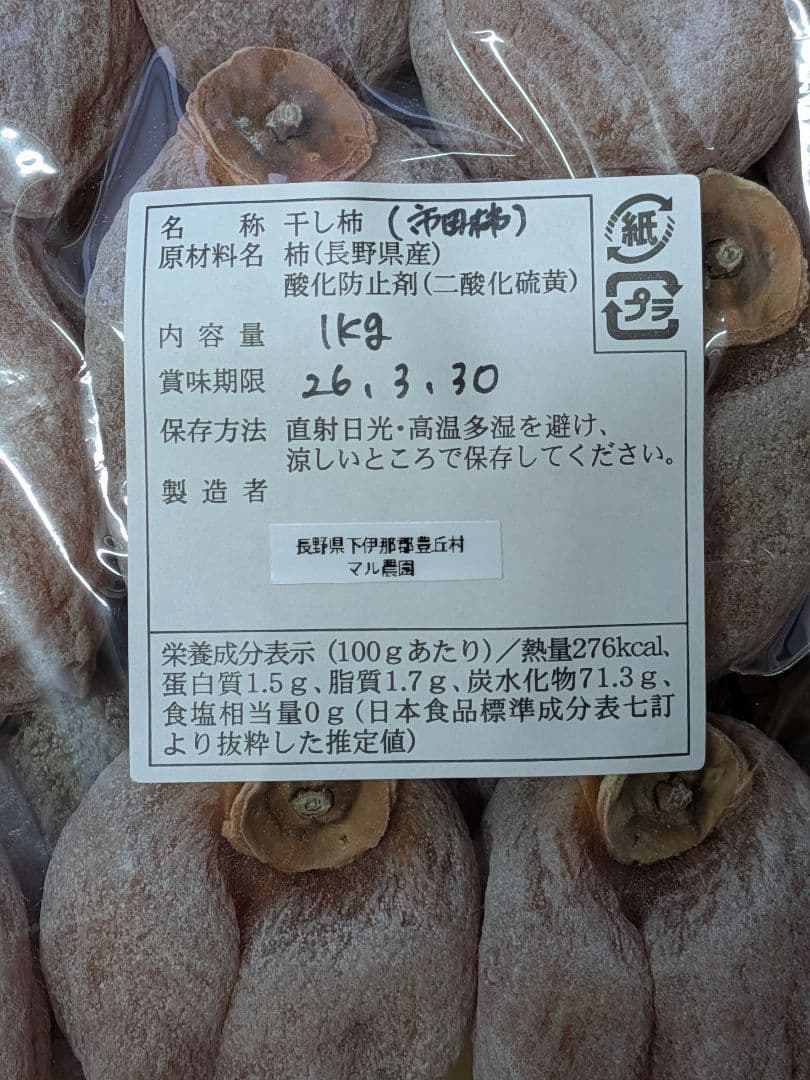 名称 干し柿 (市田柿)
原材料名 柿(長野県産)
酸化防止剤(二酸化硫黄)
紙
プラ
内容量 1kg
賞味期限 26.3.30
保存方法 直射日光・高温多湿を避け、
涼しいところで保存してください。
製造者
長野県下伊那郡豊丘村
マル農園
栄養成分表示(100gあたり)/熱量276kcal、
蛋白質1.5g、脂質1.7g、炭水化物71.3g、
食塩相当量0g(日本食品標準成分表七訂
より抜粋した推定値)